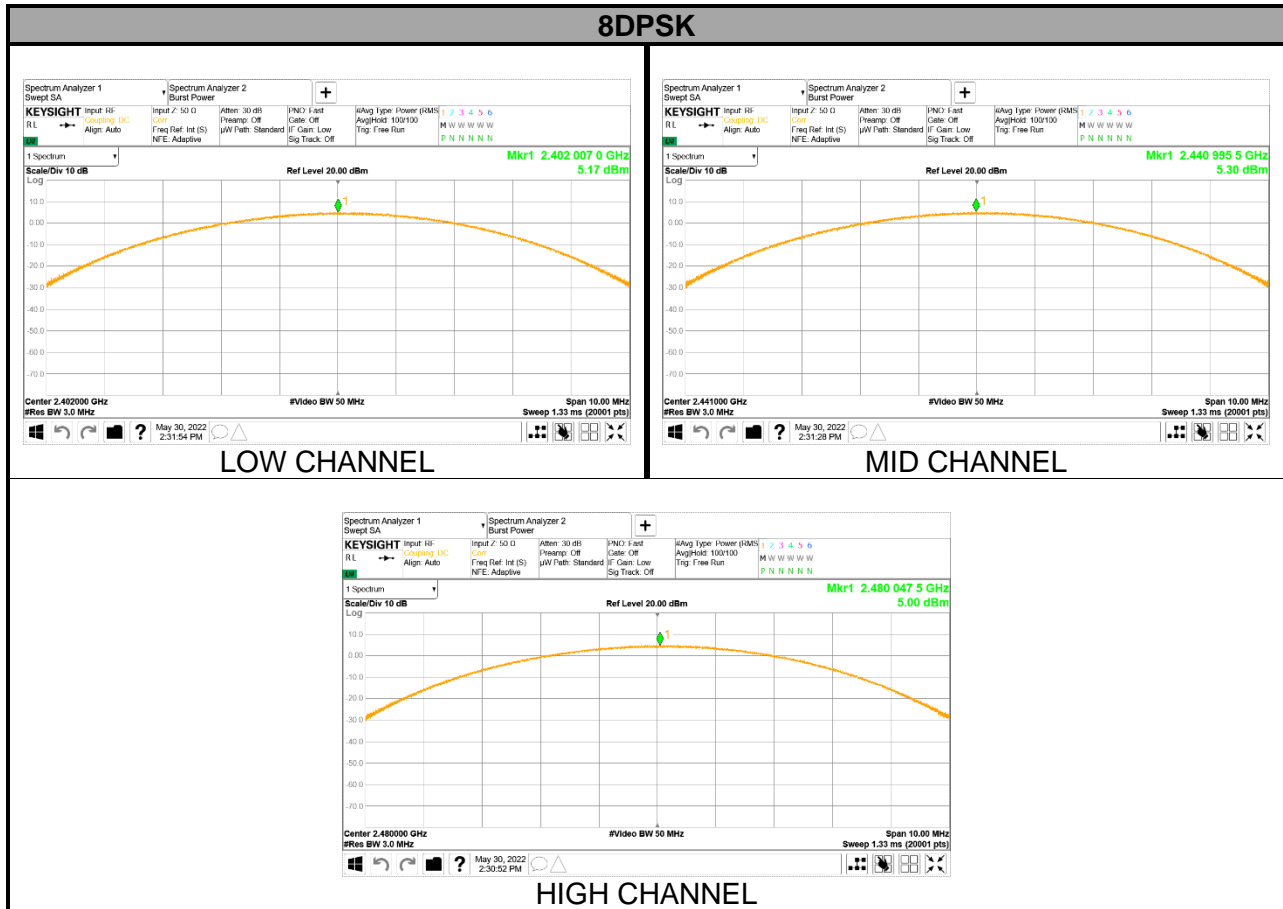 8DPSK
Spectrum Analyzer 1
Swept SA
Spectrum Analyzer 2
Burst Power
+
KEYSIGHT
RL
LW
Input: RF
Coupling: DC
Align: Auto
Input Z: 50 Ω
Corr
Freq Ref: Int (S)
NFE: Adaptive
Atten: 30 dB
Preamp: Off
µW Path: Standard
PNO: Fast
Gate: Off
IF Gain: Low
Sig Track: Off
#Avg Type: Power (RMS
Avg|Hold: 100/100
Trig: Free Run
1 2 3 4 5 6
M W W W W W
P N N N N N
1 Spectrum
Scale/Div 10 dB
Log
Ref Level 20.00 dBm
Mkr1 2.402 007 0 GHz
5.17 dBm
1
10.0
0.00
-10.0
-20.0
-30.0
-40.0
-50.0
-60.0
-70.0
Center 2.402000 GHz
#Res BW 3.0 MHz
#Video BW 50 MHz
Span 10.00 MHz
Sweep 1.33 ms (20001 pts)
?
May 30, 2022
2:31:54 PM
LOW CHANNEL
Spectrum Analyzer 1
Swept SA
Spectrum Analyzer 2
Burst Power
+
KEYSIGHT
RL
LW
Input: RF
Coupling: DC
Align: Auto
Input Z: 50 Ω
Corr
Freq Ref: Int (S)
NFE: Adaptive
Atten: 30 dB
Preamp: Off
µW Path: Standard
PNO: Fast
Gate: Off
IF Gain: Low
Sig Track: Off
#Avg Type: Power (RMS
Avg|Hold: 100/100
Trig: Free Run
1 2 3 4 5 6
M W W W W W
P N N N N N
1 Spectrum
Scale/Div 10 dB
Log
Ref Level 20.00 dBm
Mkr1 2.440 995 5 GHz
5.30 dBm
1
10.0
0.00
-10.0
-20.0
-30.0
-40.0
-50.0
-60.0
-70.0
Center 2.441000 GHz
#Res BW 3.0 MHz
#Video BW 50 MHz
Span 10.00 MHz
Sweep 1.33 ms (20001 pts)
?
May 30, 2022
2:31:28 PM
MID CHANNEL
Spectrum Analyzer 1
Swept SA
Spectrum Analyzer 2
Burst Power
+
KEYSIGHT
RL
LW
Input: RF
Coupling: DC
Align: Auto
Input Z: 50 Ω
Corr
Freq Ref: Int (S)
NFE: Adaptive
Atten: 30 dB
Preamp: Off
µW Path: Standard
PNO: Fast
Gate: Off
IF Gain: Low
Sig Track: Off
#Avg Type: Power (RMS
Avg|Hold: 100/100
Trig: Free Run
1 2 3 4 5 6
M W W W W W
P N N N N N
1 Spectrum
Scale/Div 10 dB
Log
Ref Level 20.00 dBm
Mkr1 2.480 047 5 GHz
5.00 dBm
1
10.0
0.00
-10.0
-20.0
-30.0
-40.0
-50.0
-60.0
-70.0
Center 2.480000 GHz
#Res BW 3.0 MHz
#Video BW 50 MHz
Span 10.00 MHz
Sweep 1.33 ms (20001 pts)
?
May 30, 2022
2:30:52 PM
HIGH CHANNEL